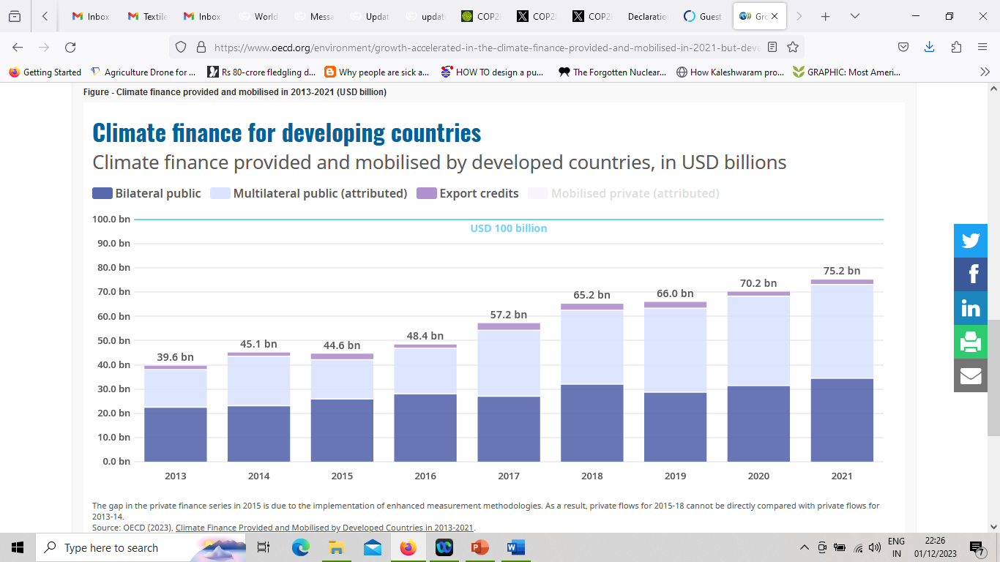 Inbox
Textile
Inbox
World
Messa
Updat
updat
COP2
COP2
COP2
Declaration
Guest
Gro
https://www.oecd.org/environment/growth-accelerated-in-the-climate-finance-provided-and-mobilised-in-2021-but-deve
Getting Started
Agriculture Drone for ...
Rs 80-crore fledgling d...
Why people are sick a...
HOW TO design a pu...
The Forgotten Nuclear...
How Kaleshwaram pro...
GRAPHIC: Most Ameri...
Figure - Climate finance provided and mobilised in 2013-2021 (USD billion)
Climate finance for developing countries
Climate finance provided and mobilised by developed countries, in USD billions
Bilateral public
Multilateral public (attributed)
Export credits
Mobilised private (attributed)
100.0 bn
USD 100 billion
90.0 bn
80.0 bn
70.0 bn
60.0 bn
50.0 bn
40.0 bn
30.0 bn
20.0 bn
10.0 bn
0.0 bn
39.6 bn
45.1 bn
44.6 bn
48.4 bn
57.2 bn
65.2 bn
66.0 bn
70.2 bn
75.2 bn
2013
2014
2015
2016
2017
2018
2019
2020
2021
The gap in the private finance series in 2015 is due to the implementation of enhanced measurement methodologies. As a result, private flows for 2015-18 cannot be directly compared with private flows for
2013-14.
Source: OECD (2023), Climate Finance Provided and Mobilised by Developed Countries in 2013-2021.
Type here to search
ENG
IN
22:26
01/12/2023
7